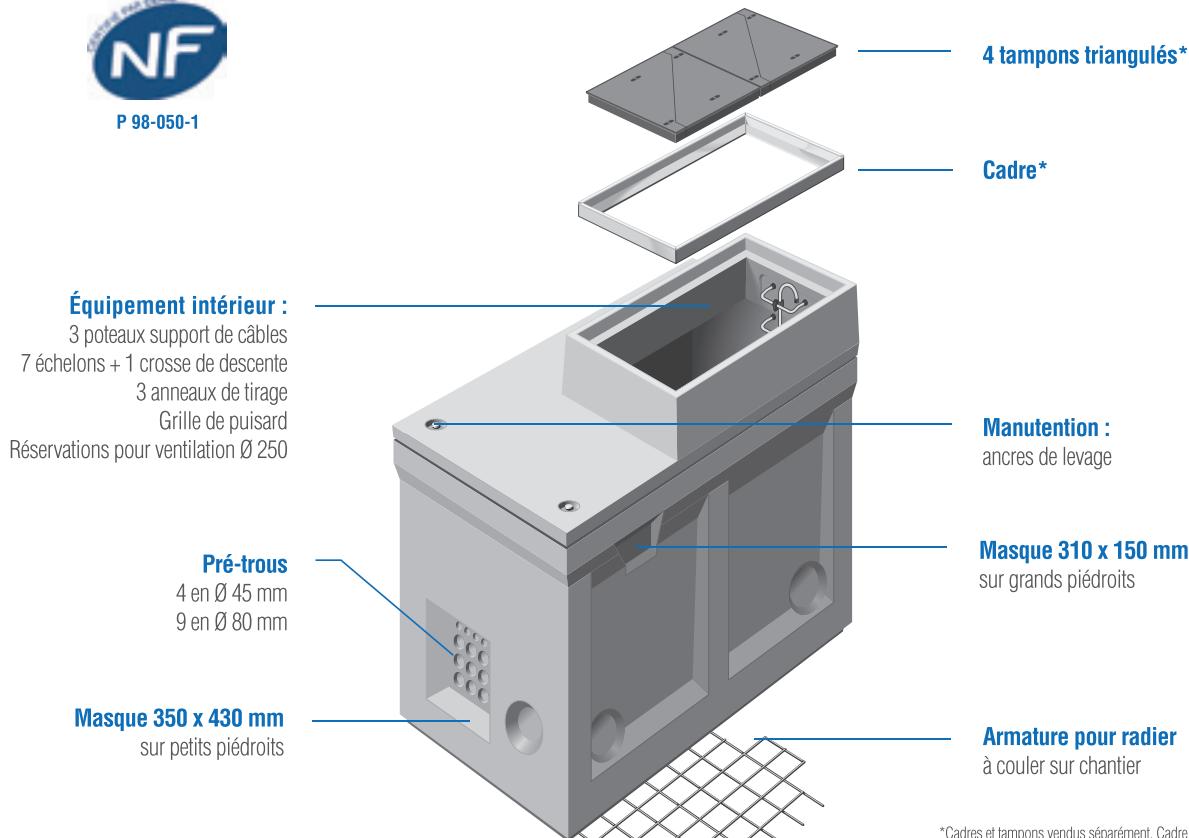 CERTIFIÉ PAR
NF
P 98-050-1
4 tampons triangulés*
Cadre*
Équipement intérieur :
3 poteaux support de câbles
7 échelons + 1 crosse de descente
3 anneaux de tirage
Grille de puisard
Réservations pour ventilation Ø 250
Manutention :
ancres de levage
Pré-trous
4 en Ø 45 mm
9 en Ø 80 mm
Masque 310 x 150 mm
sur grands piédroits
Masque 350 x 430 mm
sur petits piédroits
Armature pour radier
à couler sur chantier
*Cadres et tampons vendus séparément. Cadre